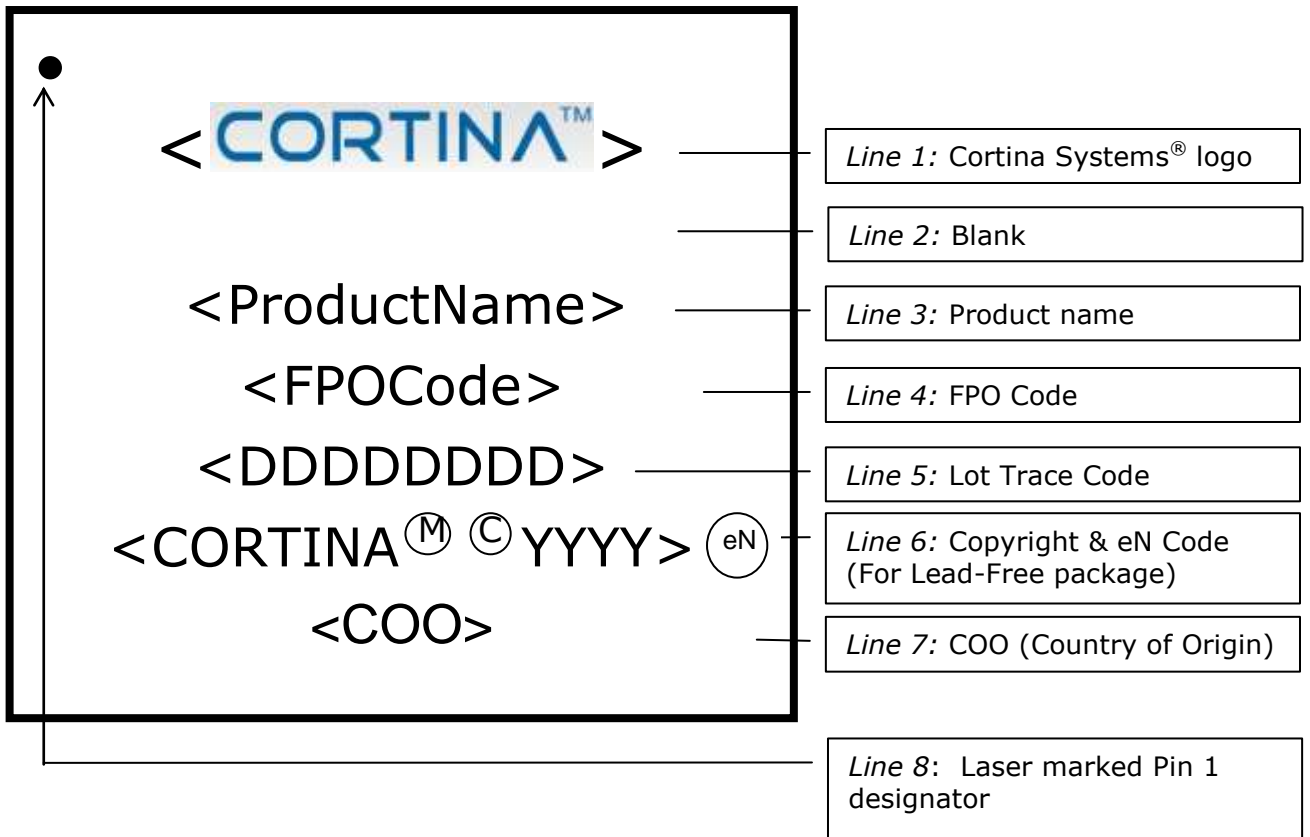 <CORTINA™>
Line 1: Cortina Systems® logo
Line 2: Blank
<ProductName>
Line 3: Product name
<FPOCode>
Line 4: FPO Code
<DDDDDDDD>
Line 5: Lot Trace Code
<CORTINA Ⓜ Ⓒ YYYY> eN
Line 6: Copyright & eN Code
(For Lead-Free package)
<COO>
Line 7: COO (Country of Origin)
Line 8: Laser marked Pin 1
designator